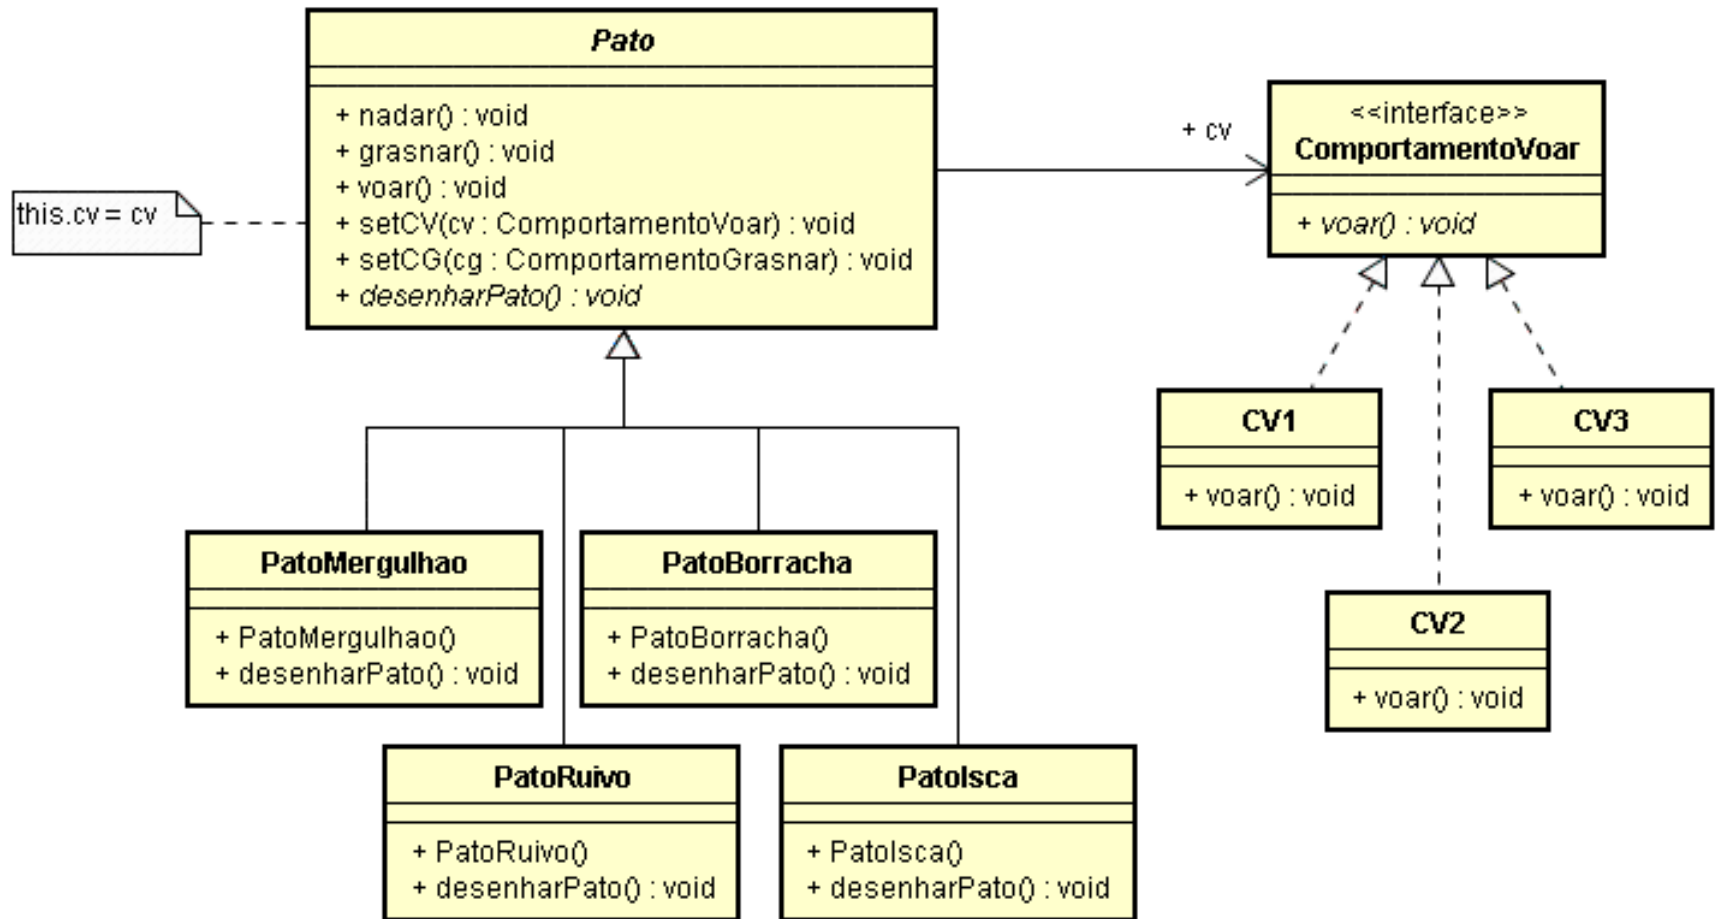 Pato
+ nadar() : void
+ grasnar() : void
+ voar() : void
+ setCV(cv : ComportamentoVoar) : void
+ setCG(cg : ComportamentoGrasnar) : void
+ desenharPato() : void
this.cv = cv
+ cv
<<interface>>
ComportamentoVoar
+ voar() : void
CV1
+ voar() : void
CV3
+ voar() : void
CV2
+ voar() : void
PatoMergulhao
+ PatoMergulhao()
+ desenharPato() : void
PatoBorracha
+ PatoBorracha()
+ desenharPato() : void
PatoRuivo
+ PatoRuivo()
+ desenharPato() : void
PatoIsca
+ PatoIsca()
+ desenharPato() : void